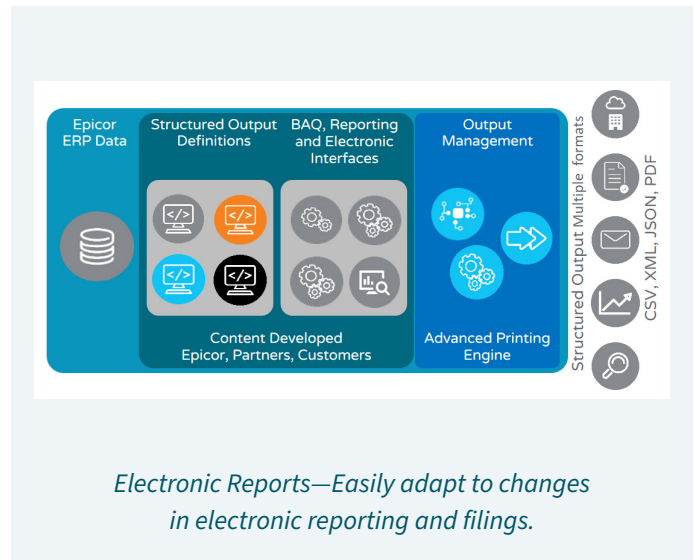 Epicor
ERP Data
Structured Output
Definitions
BAQ, Reporting
and Electronic
Interfaces
Output
Management
</>
</>
</>
</>
Content Developed
Epicor, Partners, Customers
Advanced Printing
Engine
Structured Output Multiple formats
CSV, XML, JSON, PDF
Electronic Reports—Easily adapt to changes
in electronic reporting and filings.